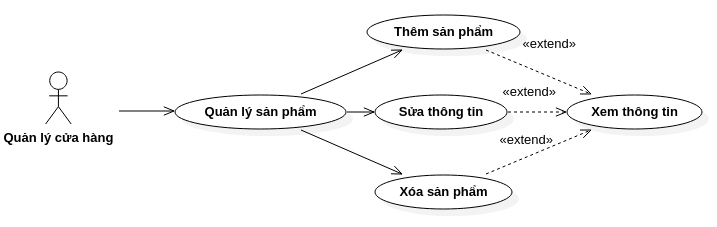 Thêm sản phẩm
«extend»
«extend»
Quản lý sản phẩm
Sửa thông tin
Xem thông tin
Quản lý cửa hàng
«extend»
Xóa sản phẩm